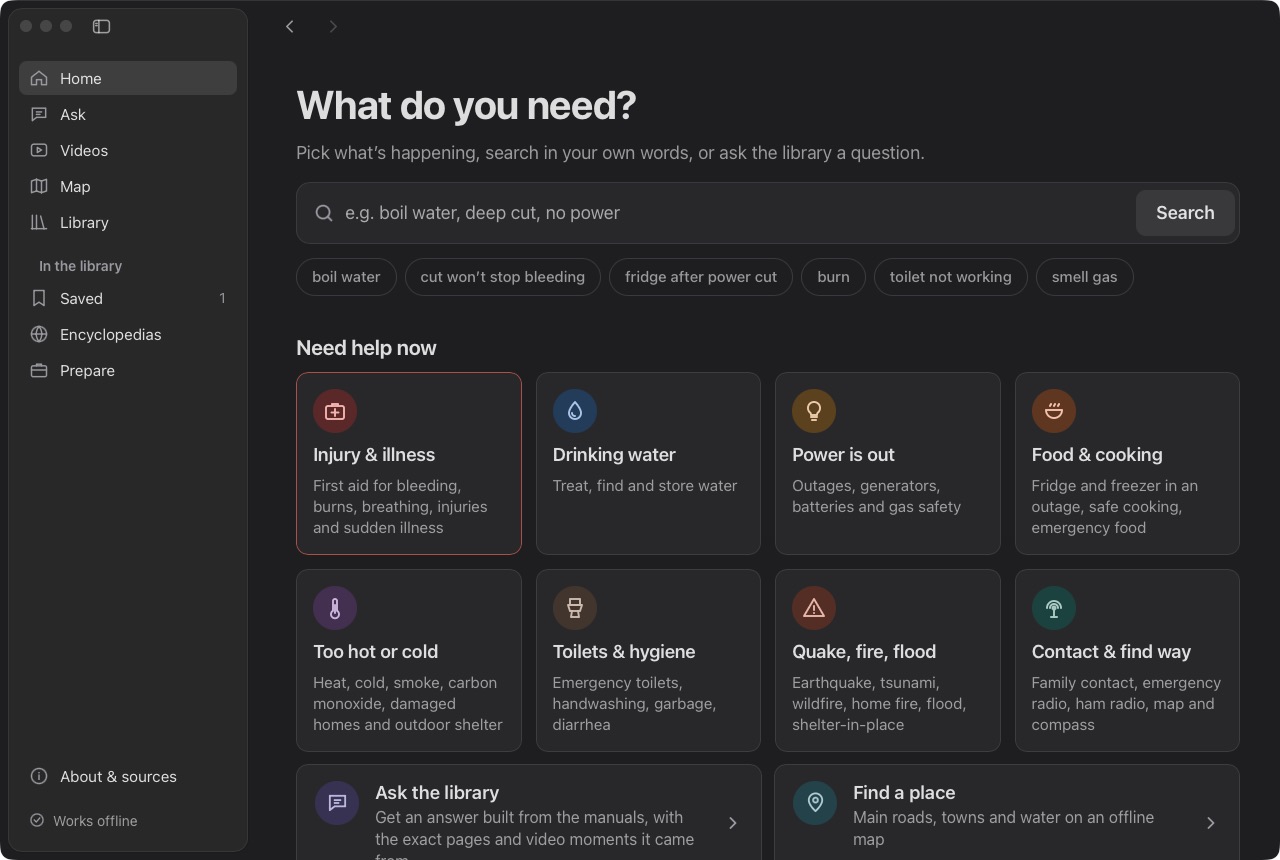 Home
Ask
Videos
Map
Library
In the library
Saved 1
Encyclopedias
Prepare
About & sources
Works offline
What do you need?
Pick what’s happening, search in your own words, or ask the library a question.
e.g. boil water, deep cut, no power
Search
boil water
cut won’t stop bleeding
fridge after power cut
burn
toilet not working
smell gas
Need help now
Injury & illness
First aid for bleeding,
burns, breathing, injuries
and sudden illness
Drinking water
Treat, find and store water
Power is out
Outages, generators,
batteries and gas safety
Food & cooking
Fridge and freezer in an
outage, safe cooking,
emergency food
Too hot or cold
Heat, cold, smoke, carbon
monoxide, damaged
homes and outdoor shelter
Toilets & hygiene
Emergency toilets,
handwashing, garbage,
diarrhea
Quake, fire, flood
Earthquake, tsunami,
wildfire, home fire, flood,
shelter-in-place
Contact & find way
Family contact, emergency
radio, ham radio, map and
compass
Ask the library
Get an answer built from the manuals, with
the exact pages and video moments it came
from
Find a place
Main roads, towns and water on an offline
map